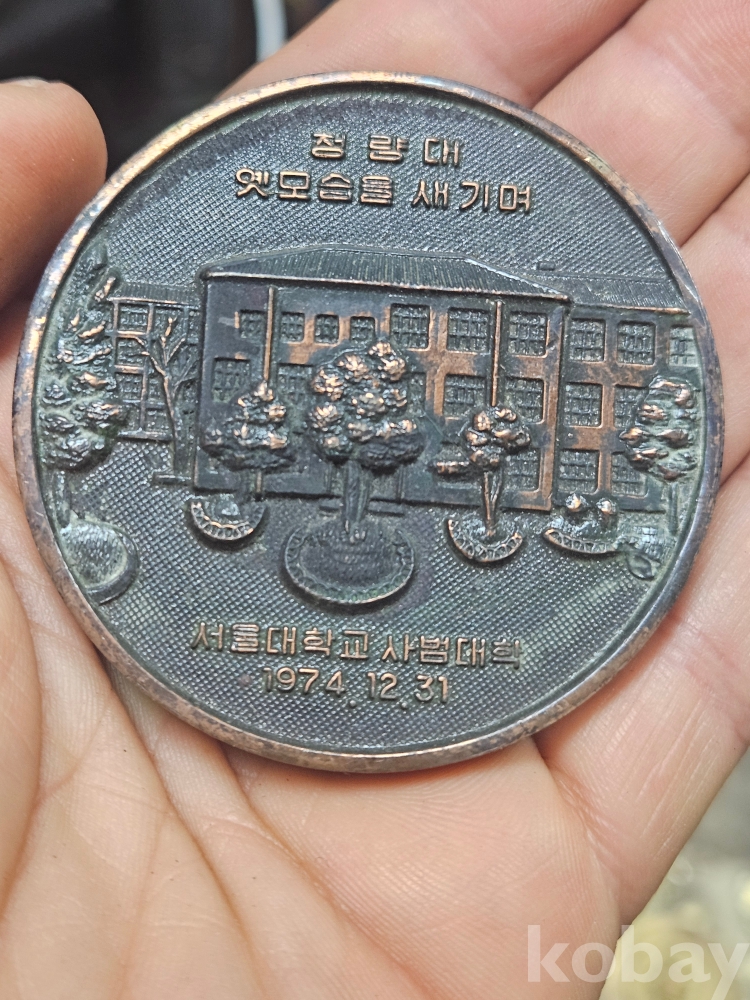 청량대
옛모습을 새기며
서울대학교 사범대학
1974.12.31
kobay